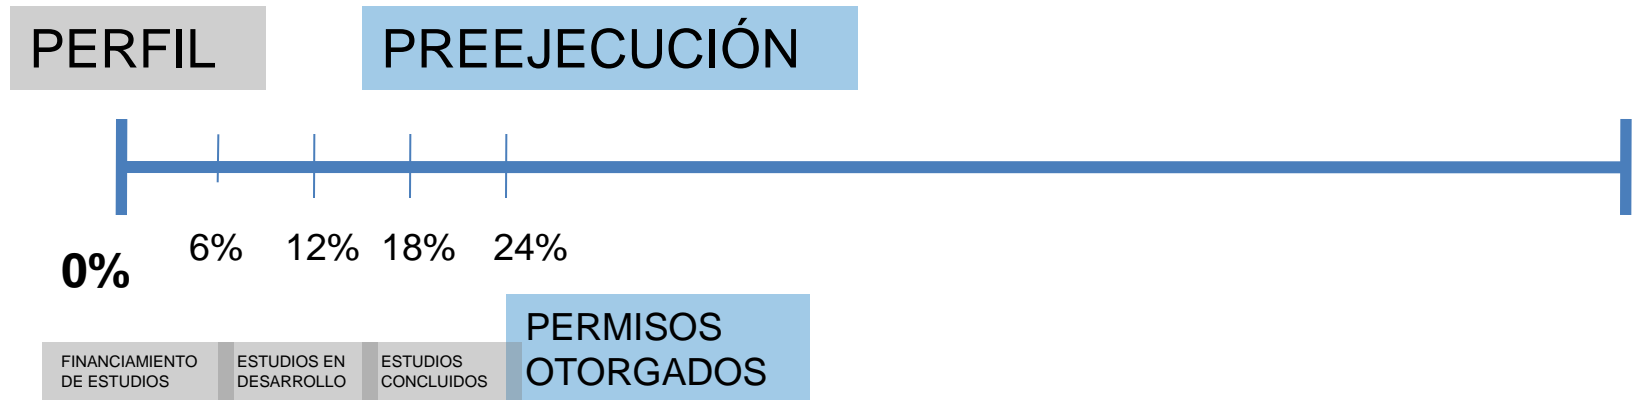 PERFIL
PREEJECUCIÓN
0%
6%
12%
18%
24%
FINANCIAMIENTO
DE ESTUDIOS
ESTUDIOS EN
DESARROLLO
ESTUDIOS
CONCLUIDOS
PERMISOS
OTORGADOS